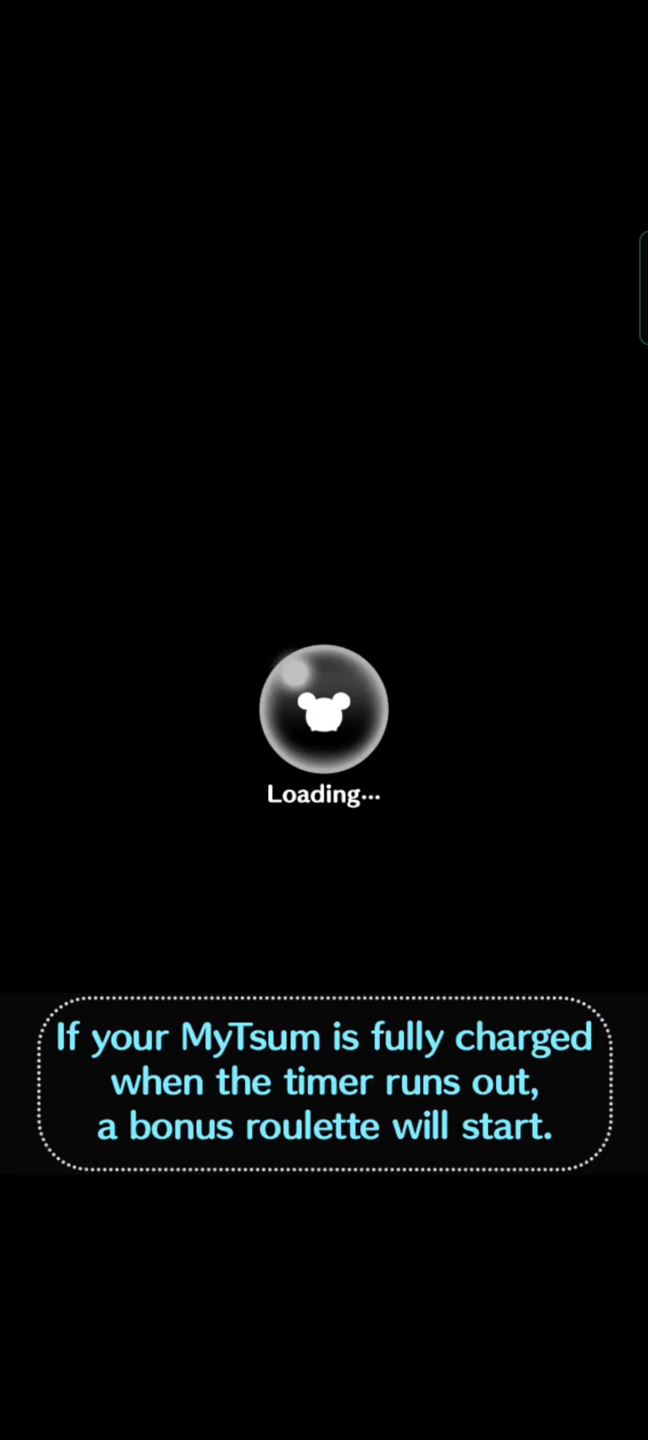 Loading…
If your MyTsum is fully charged
when the timer runs out,
a bonus roulette will start.